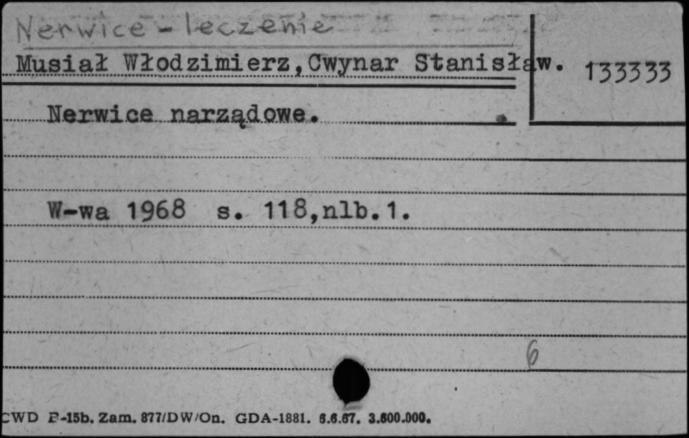 Nerwice - leczenie
Musiał Włodzimierz,Cwynar Stanisław.
133333
Nerwice narządowe.
W-wa 1968 s. 118,nlb.1.
6
CWD P-15b. Zam. 877/DW/On. GDA-1881. 6.6.67. 3.600.000.